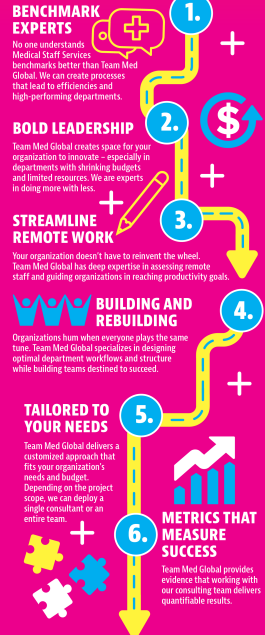 BENCHMARK
EXPERTS
1.
No one understands
Medical Staff Services
benchmarks better than Team Med
Global. We can create processes
that lead to efficiencies and
high-performing departments.
BOLD LEADERSHIP
2.
$
Team Med Global creates space for your
organization to innovate – especially in
departments with shrinking budgets
and limited resources. We are experts
in doing more with less.
STREAMLINE
REMOTE WORK
3.
Your organization doesn't have to reinvent the wheel.
Team Med Global has deep expertise in assessing remote
staff and guiding organizations in reaching productivity goals.
BUILDING AND
REBUILDING
4.
Organizations hum when everyone plays the same
tune. Team Med Global specializes in designing
optimal department workflows and structure
while building teams destined to succeed.
TAILORED TO
YOUR NEEDS
5.
Team Med Global delivers a
customized approach that
fits your organization's
needs and budget.
Depending on the project
scope, we can deploy a
single consultant or an
entire team.
6.
METRICS THAT
MEASURE
SUCCESS
Team Med Global provides
evidence that working with
our consulting team delivers
quantifiable results.